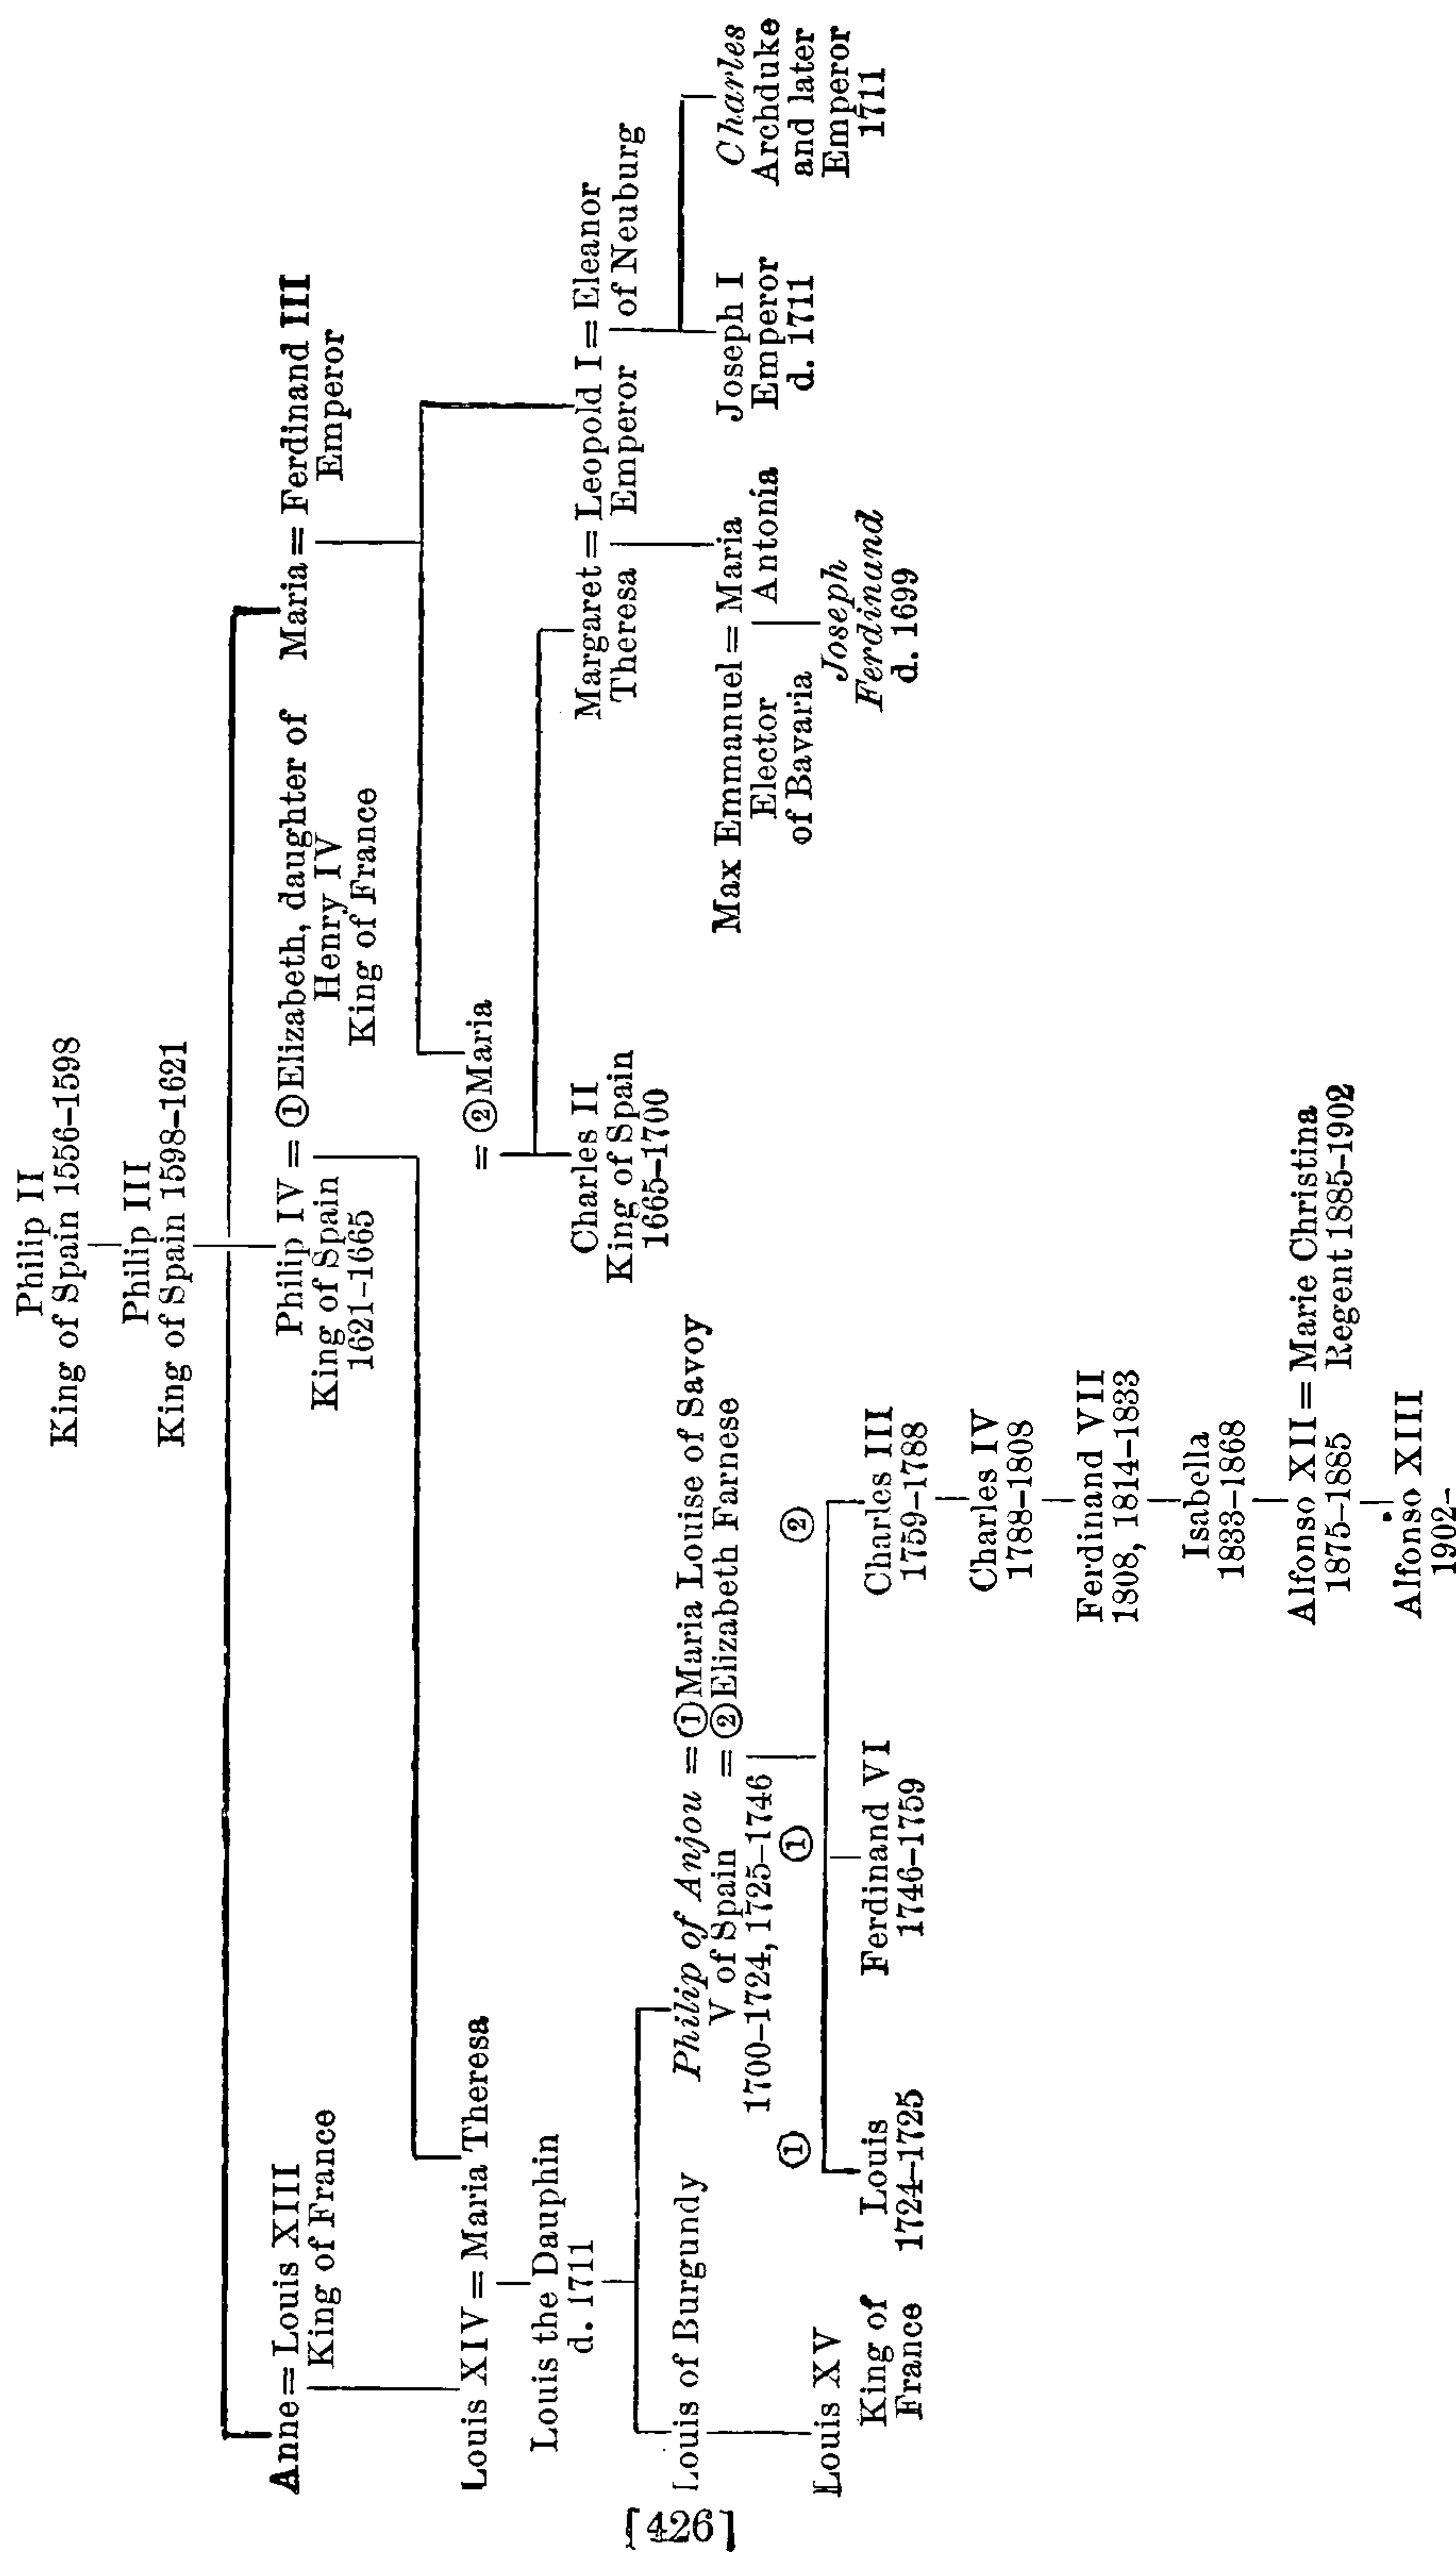 Philip II
King of Spain 1556–1598
Philip III
King of Spain 1598–1621
Anne = Louis XIII
King of France
Philip IV = ① Elizabeth, daughter of
King of Spain
1621–1665
Henry IV
King of France
Maria = Ferdinand III
Emperor
Louis XIV = Maria Theresa
= ② Maria
Louis the Dauphin
d. 1711
Charles II
King of Spain
1665–1700
Margaret = Leopold I = Eleanor
Theresa
Emperor
of Neuburg
Louis of Burgundy
Philip of Anjou = ① Maria Louise of Savoy
V of Spain = ② Elizabeth Farnese
1700–1724, 1725–1746
Max Emmanuel = Maria
Elector
of Bavaria
Antonia
Joseph I
Emperor
d. 1711
Charles
Archduke
and later
Emperor
1711
① ① ②
Joseph
Ferdinand
d. 1699
Louis XV
King of
France
Louis
1724–1725
Ferdinand VI
1746–1759
Charles III
1759–1788
Charles IV
1788–1808
Ferdinand VII
1808, 1814–1833
Isabella
1833–1868
Alfonso XII = Marie Christina
1875–1885 Regent 1885–1902
Alfonso XIII
1902–
[426]